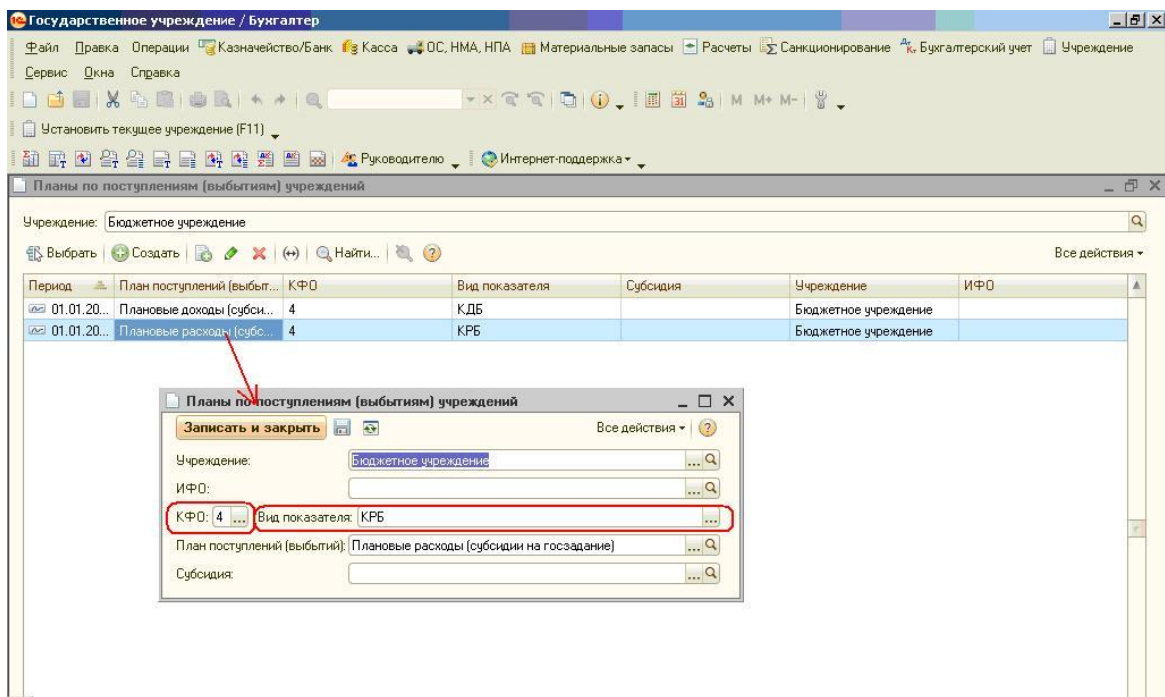 Государственное учреждение / Бухгалтер
Файл Правка Операции Казначейство/Банк Касса ОС, НМА, НПА Материальные запасы Расчеты Санкционирование Бухгалтерский учет Учреждение
Сервис Окна Справка
M M+ M-
Установить текущее учреждение (F11)
Руководителю Интернет-поддержка
Планы по поступлениям (выбытиям) учреждений
Учреждение: Бюджетное учреждение
Выбрать Создать Найти... Все действия
Период План поступлений (выбыт... КФО Вид показателя Субсидия Учреждение ИФО
01.01.20... Плановые доходы (субси... 4 КДБ Бюджетное учреждение
01.01.20... Плановые расходы (субс... 4 КРБ Бюджетное учреждение
Планы по поступлениям (выбытиям) учреждений
Записать и закрыть Все действия
Учреждение: Бюджетное учреждение ...
ИФО: ...
КФО: 4 ... Вид показателя: КРБ ...
План поступлений (выбытий): Плановые расходы (субсидии на госзадание) ...
Субсидия: ...